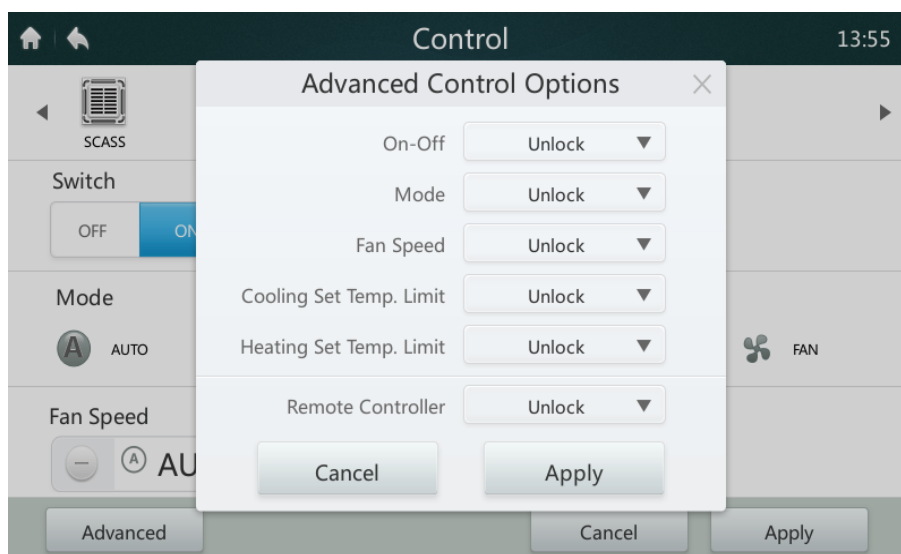 Control
13:55
Advanced Control Options
SCASS
On-Off Unlock
Switch
Mode Unlock
OFF ON
Fan Speed Unlock
Mode
Cooling Set Temp. Limit Unlock
A AUTO
Heating Set Temp. Limit Unlock
FAN
Remote Controller Unlock
Fan Speed
A AU
Cancel Apply
Advanced Cancel Apply